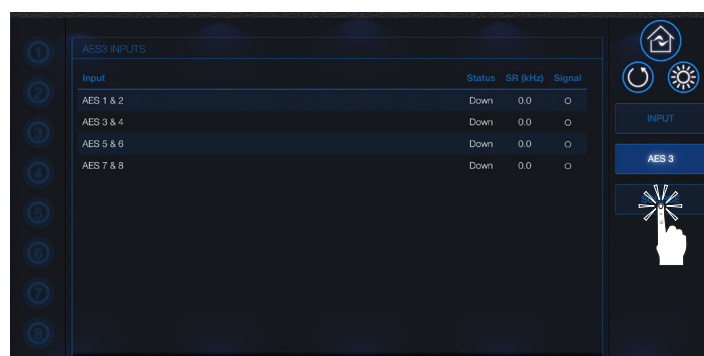 AES3 INPUTS
Input Status SR (kHz) Signal
AES 1 & 2 Down 0.0
AES 3 & 4 Down 0.0
AES 5 & 6 Down 0.0
AES 7 & 8 Down 0.0
1
2
3
4
5
6
7
8
INPUT
AES 3